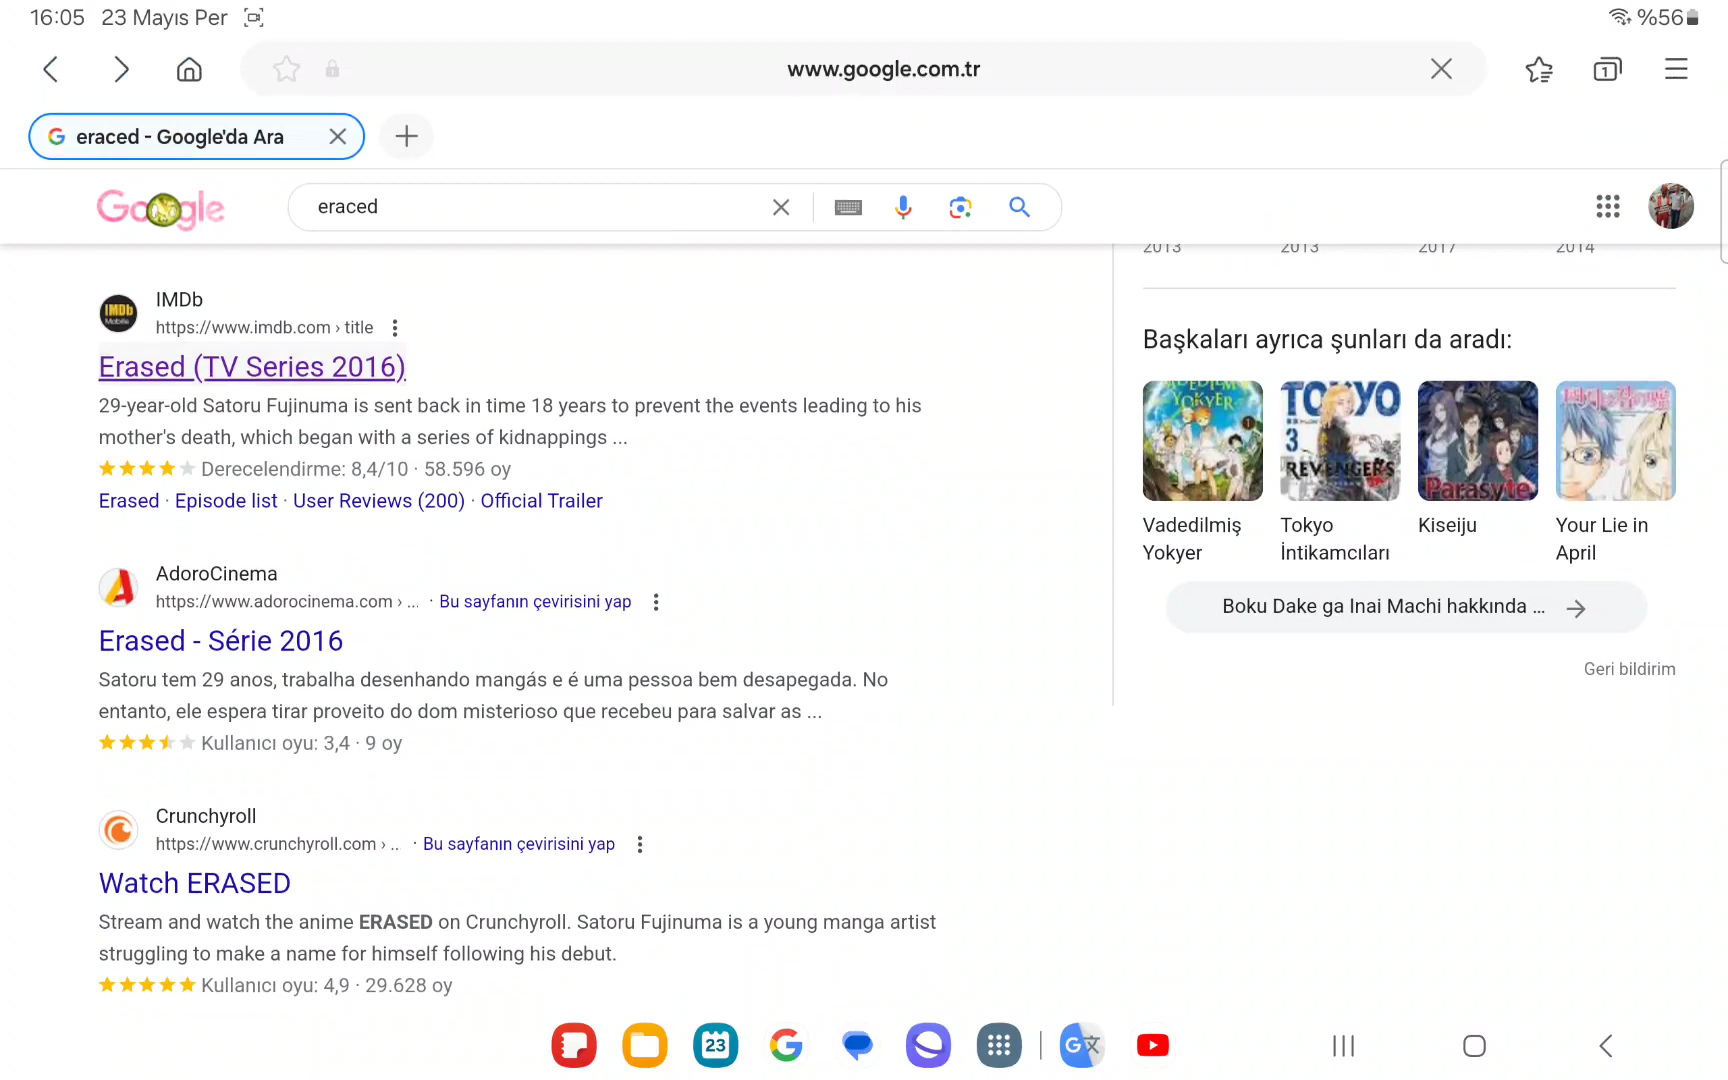 16:05 23 Mayıs Per %56
www.google.com.tr
eraced - Google'da Ara
Google eraced
2013 2013 2017 2014
IMDb
https://www.imdb.com › title
Erased (TV Series 2016)
29-year-old Satoru Fujinuma is sent back in time 18 years to prevent the events leading to his
mother's death, which began with a series of kidnappings ...
Derecelendirme: 8,4/10 · 58.596 oy
Erased · Episode list · User Reviews (200) · Official Trailer
AdoroCinema
https://www.adorocinema.com › ... · Bu sayfanın çevirisini yap
Erased - Série 2016
Satoru tem 29 anos, trabalha desenhando mangás e é uma pessoa bem desapegada. No
entanto, ele espera tirar proveito do dom misterioso que recebeu para salvar as ...
Kullanıcı oyu: 3,4 · 9 oy
Crunchyroll
https://www.crunchyroll.com › .. · Bu sayfanın çevirisini yap
Watch ERASED
Stream and watch the anime ERASED on Crunchyroll. Satoru Fujinuma is a young manga artist
struggling to make a name for himself following his debut.
Kullanıcı oyu: 4,9 · 29.628 oy
Başkaları ayrıca şunları da aradı:
YOKYER
TOKYO
3
REVENGERS
Parasyte
Vadedilmiş
Yokyer
Tokyo
İntikamcıları
Kiseiju
Your Lie in
April
Boku Dake ga Inai Machi hakkında ...
Geri bildirim
23